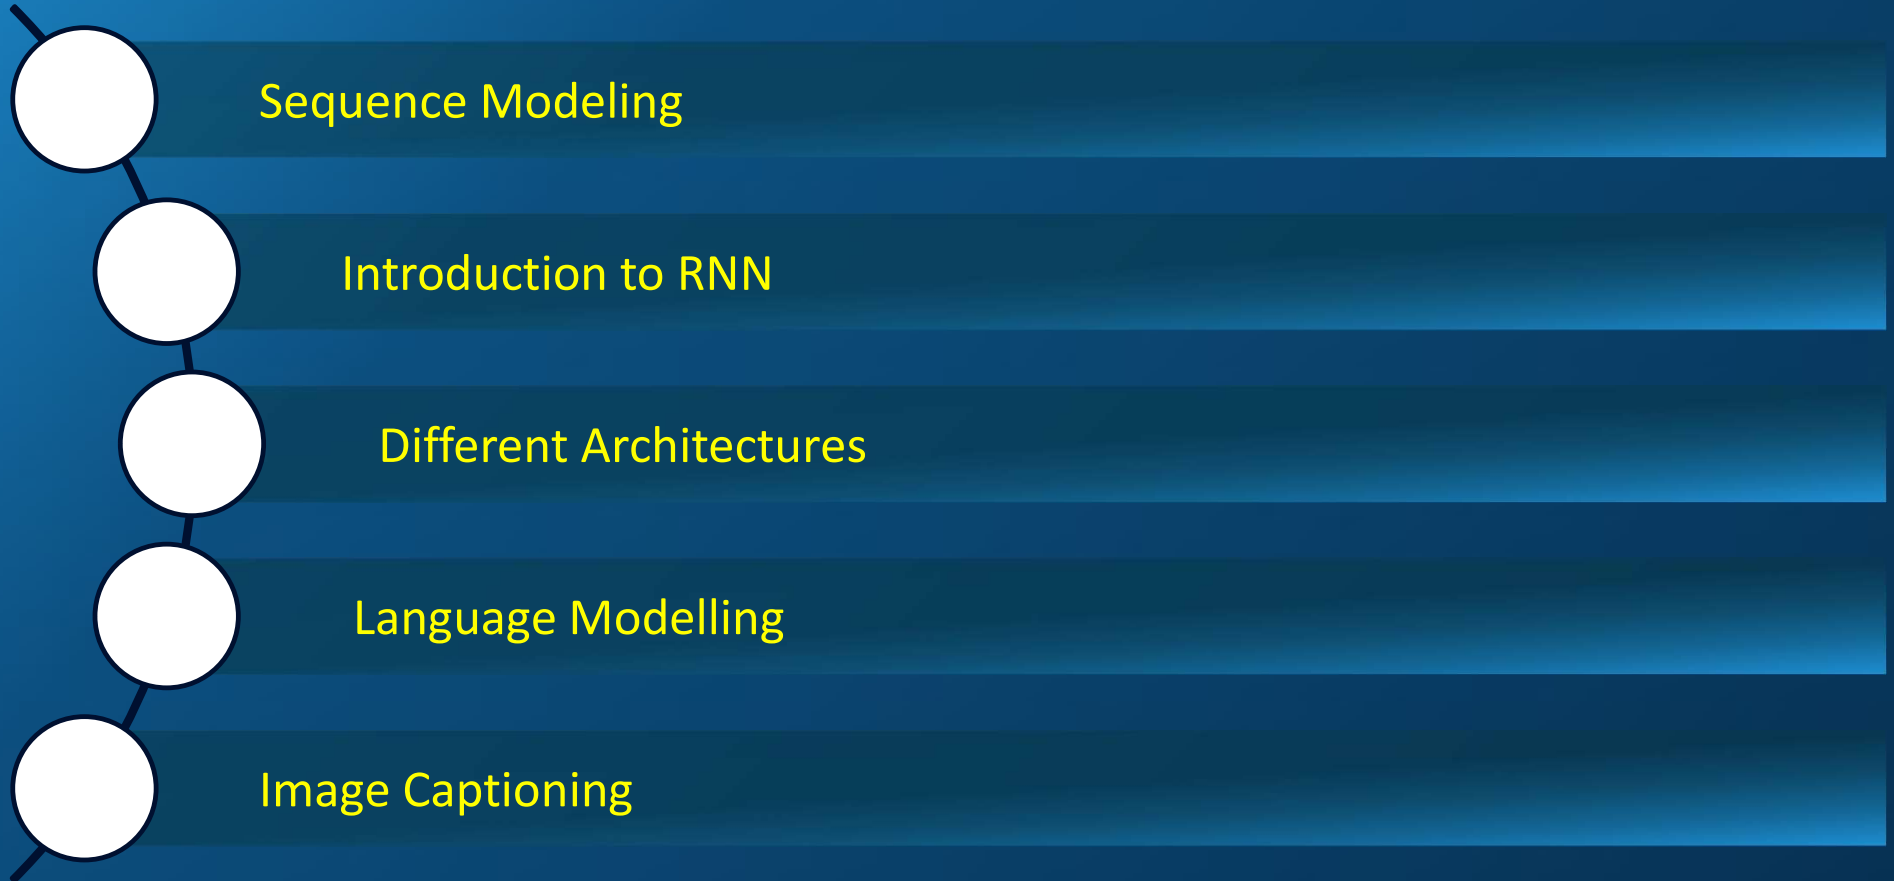 Sequence Modeling
Introduction to RNN
Different Architectures
Language Modelling
Image Captioning